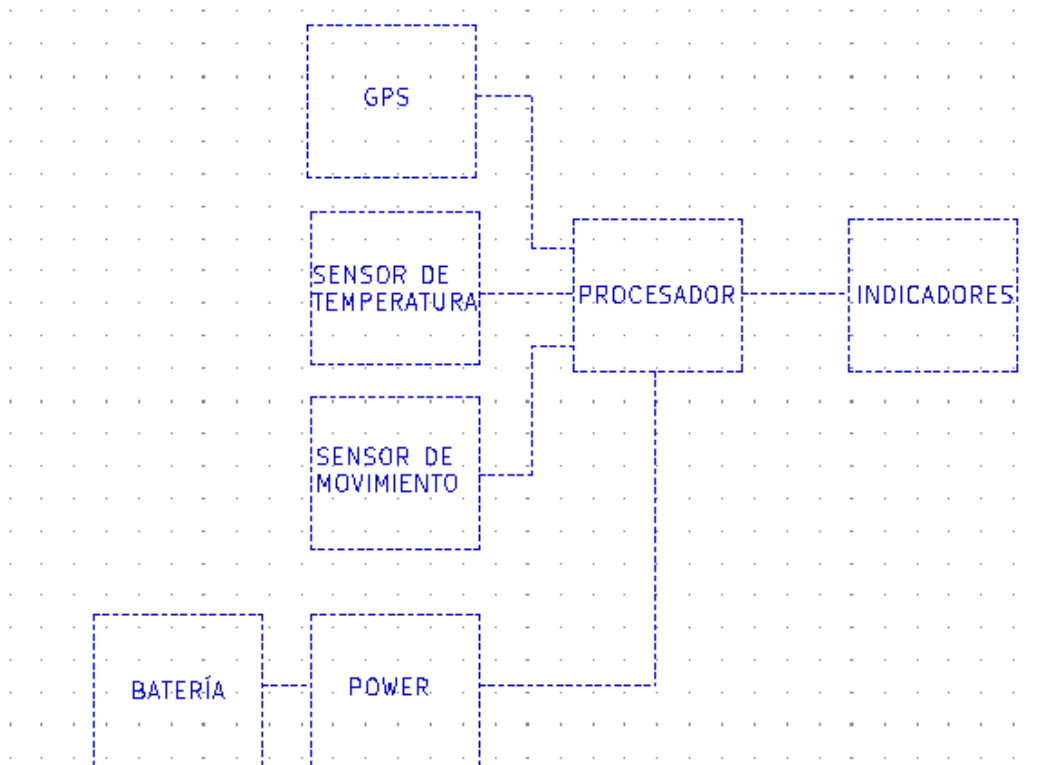 GPS
SENSOR DE
TEMPERATURA
PROCESADOR
INDICADORES
SENSOR DE
MOVIMIENTO
BATERÍA
POWER